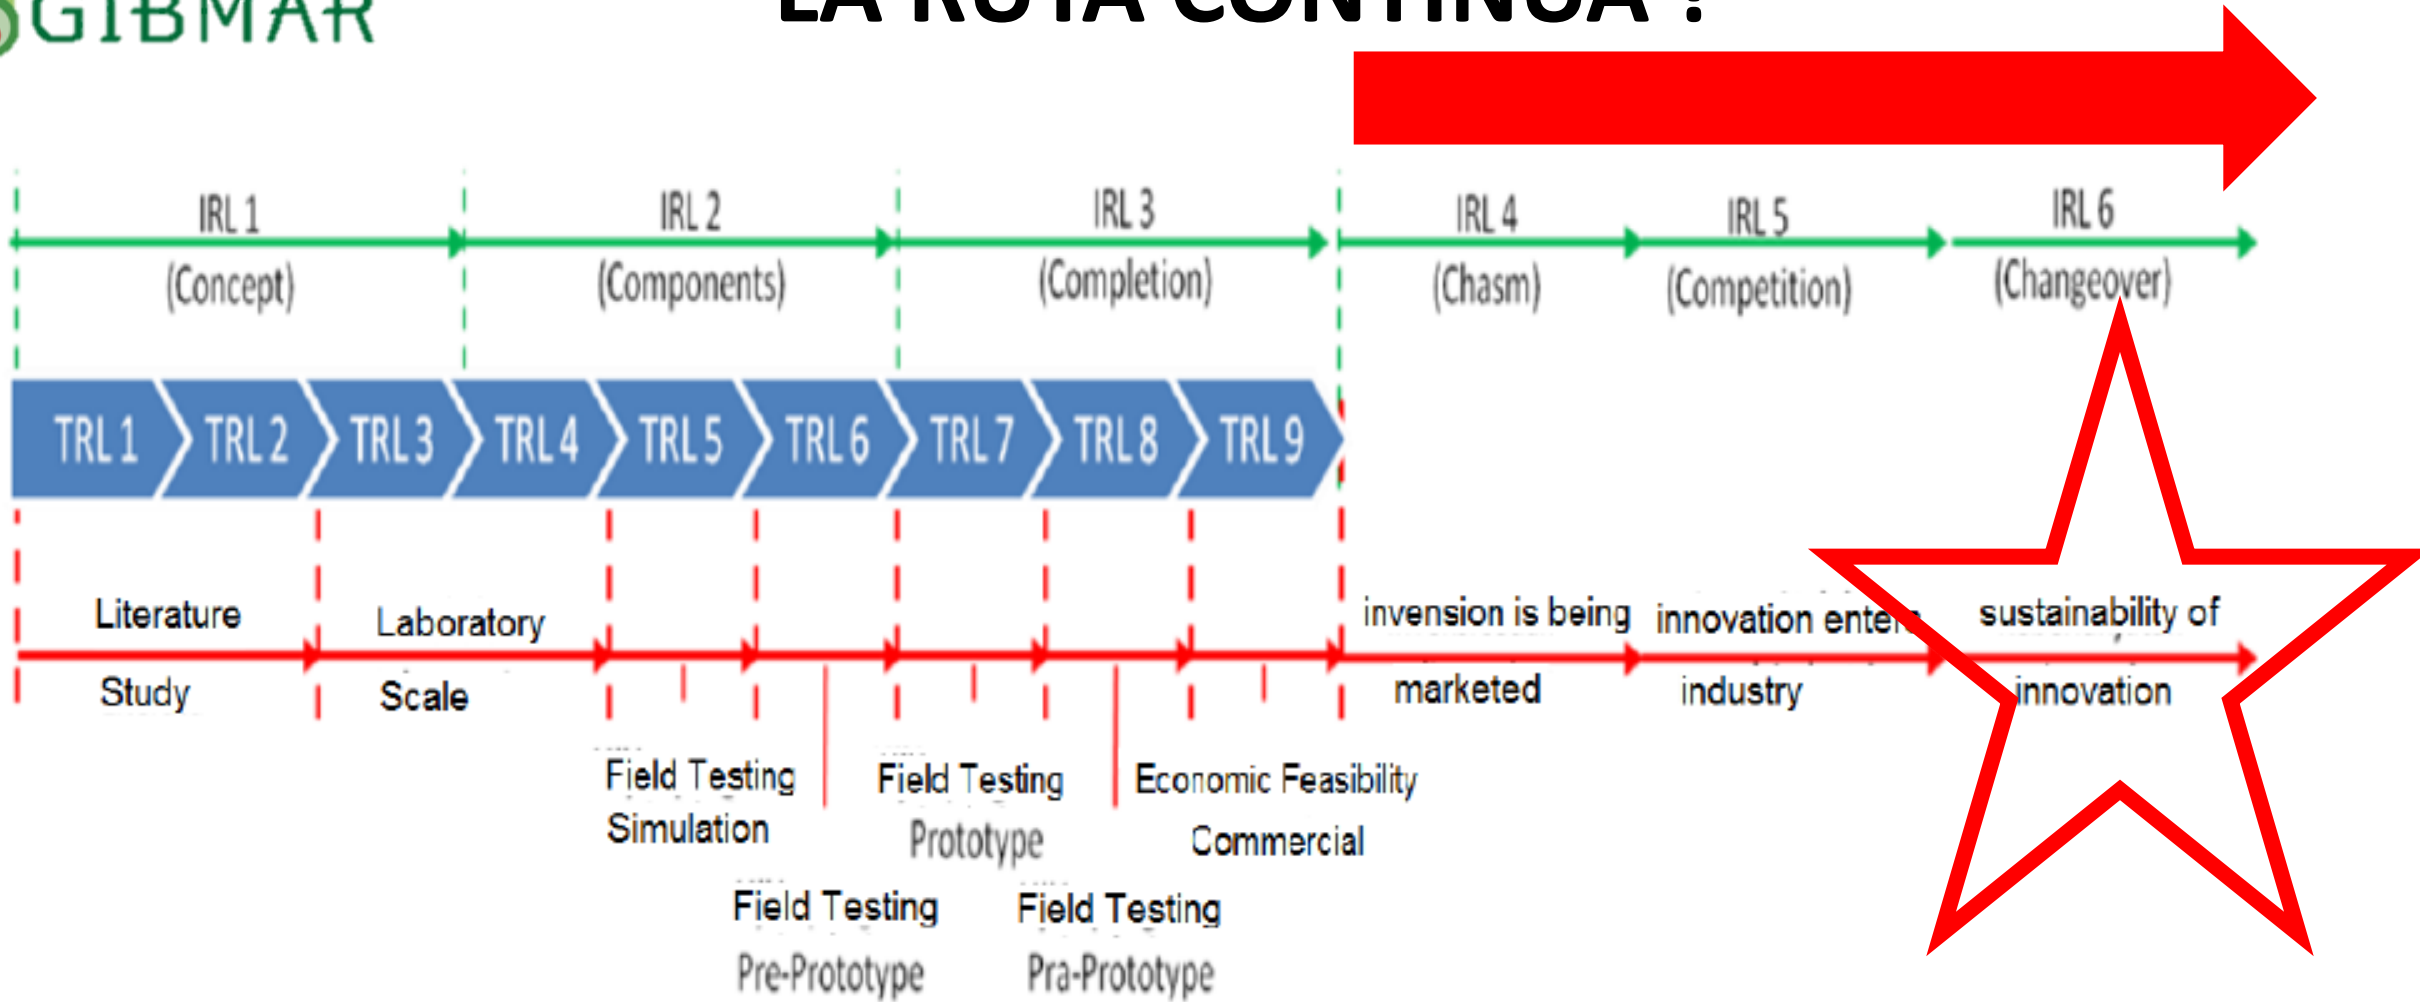 GIBMAR
LA RUTA CONTINUA !
IRL 1
IRL 2
IRL 3
IRL 4
IRL 5
IRL 6
(Concept)
(Components)
(Completion)
(Chasm)
(Competition)
(Changeover)
TRL 1
TRL 2
TRL 3
TRL 4
TRL 5
TRL 6
TRL 7
TRL 8
TRL 9
Literature
Study
Laboratory
Scale
Field Testing
Simulation
Field Testing
Pre-Prototype
Field Testing
Prototype
Field Testing
Pra-Prototype
Economic Feasibility
Commercial
invension is being
marketed
innovation enters
industry
sustainability of
innovation